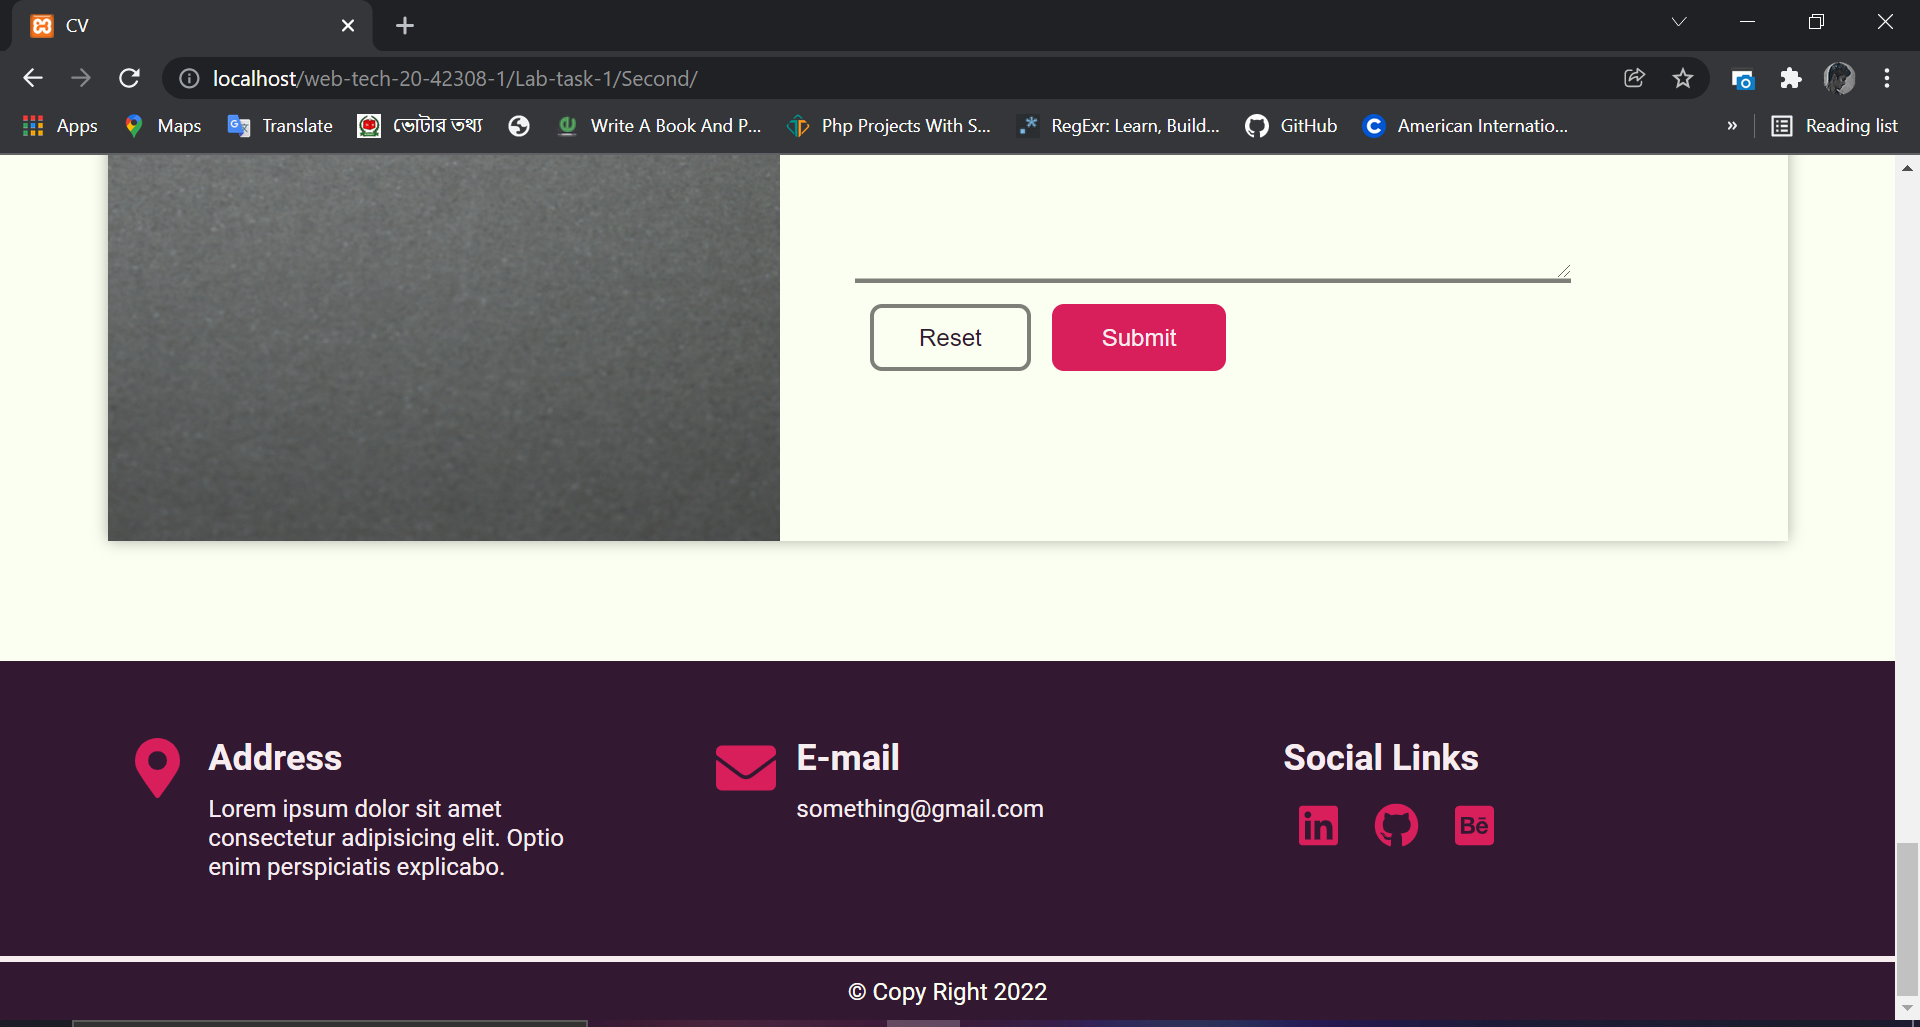 CV
localhost/web-tech-20-42308-1/Lab-task-1/Second/
Apps Maps Translate ভোটার তথ্য Write A Book And P... Php Projects With S... RegExr: Learn, Build... GitHub American Internatio... » Reading list
Reset Submit
Address
Lorem ipsum dolor sit amet
consectetur adipisicing elit. Optio
enim perspiciatis explicabo.
E-mail
something@gmail.com
Social Links
in Bē
© Copy Right 2022